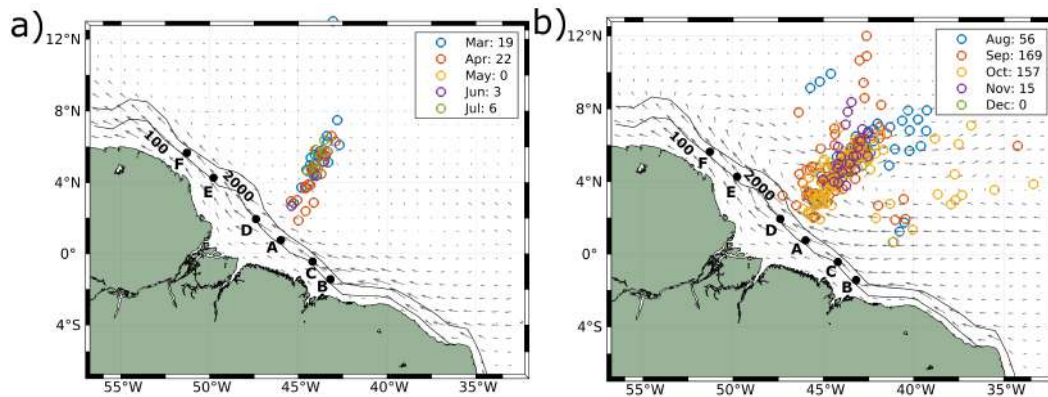 a)
12°N
8°N
4°N
0°
4°S
55°W
50°W
45°W
40°W
35°W
Mar: 19
Apr: 22
May: 0
Jun: 3
Jul: 6
100
2000
F
E
D
A
C
B
b)
12°N
8°N
4°N
0°
4°S
55°W
50°W
45°W
40°W
35°W
Aug: 56
Sep: 169
Oct: 157
Nov: 15
Dec: 0
100
2000
F
E
D
A
C
B